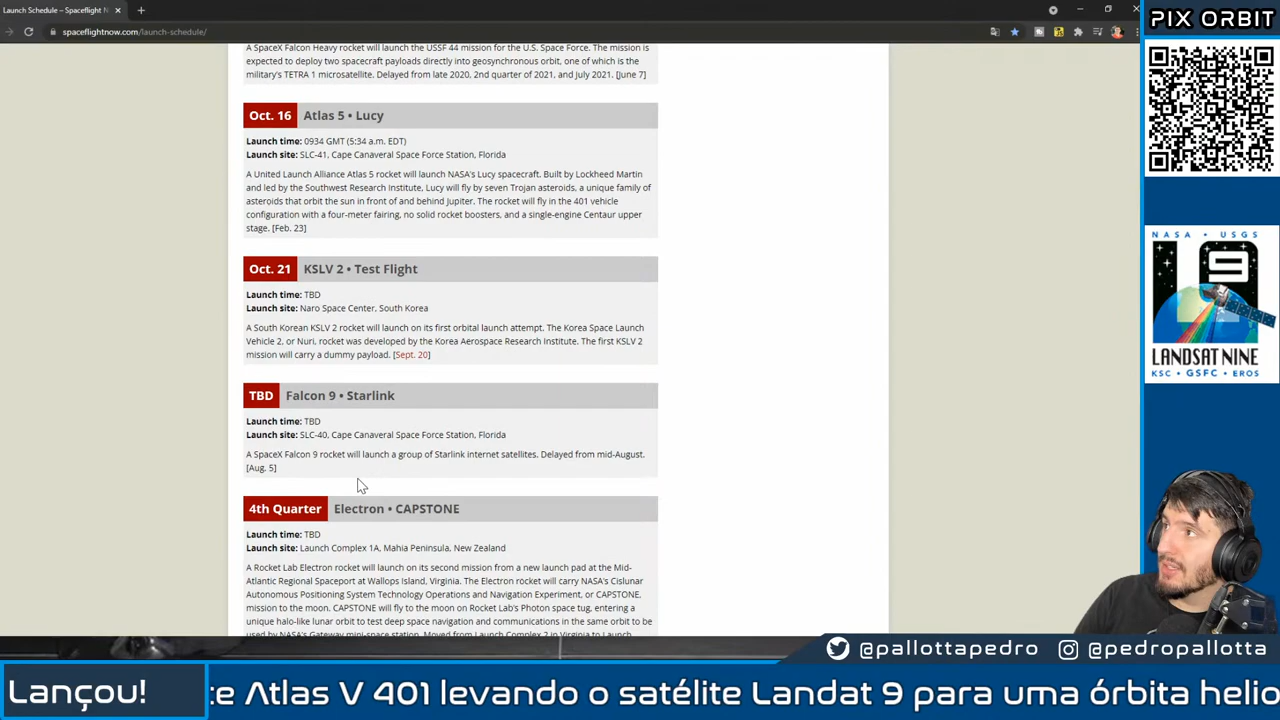 Launch Schedule – Spaceflight N
spaceflightnow.com/launch-schedule/
PIX ORBIT
A SpaceX Falcon Heavy rocket will launch the USSF 44 mission for the U.S. Space Force. The mission is
expected to deploy two spacecraft payloads directly into geosynchronous orbit, one of which is the
military's TETRA 1 microsatellite. Delayed from late 2020, 2nd quarter of 2021, and July 2021. [June 7]
Oct. 16 Atlas 5 • Lucy
Launch time: 0934 GMT (5:34 a.m. EDT)
Launch site: SLC-41, Cape Canaveral Space Force Station, Florida
A United Launch Alliance Atlas 5 rocket will launch NASA's Lucy spacecraft. Built by Lockheed Martin
and led by the Southwest Research Institute, Lucy will fly by seven Trojan asteroids, a unique family of
asteroids that orbit the sun in front of and behind Jupiter. The rocket will fly in the 401 vehicle
configuration with a four-meter fairing, no solid rocket boosters, and a single-engine Centaur upper
stage. [Feb. 23]
Oct. 21 KSLV 2 • Test Flight
Launch time: TBD
Launch site: Naro Space Center, South Korea
A South Korean KSLV 2 rocket will launch on its first orbital launch attempt. The Korea Space Launch
Vehicle 2, or Nuri, rocket was developed by the Korea Aerospace Research Institute. The first KSLV 2
mission will carry a dummy payload. [Sept. 20]
TBD Falcon 9 • Starlink
Launch time: TBD
Launch site: SLC-40, Cape Canaveral Space Force Station, Florida
A SpaceX Falcon 9 rocket will launch a group of Starlink internet satellites. Delayed from mid-August.
[Aug. 5]
4th Quarter Electron • CAPSTONE
Launch time: TBD
Launch site: Launch Complex 1A, Mahia Peninsula, New Zealand
A Rocket Lab Electron rocket will launch on its second mission from a new launch pad at the Mid-
Atlantic Regional Spaceport at Wallops Island, Virginia. The Electron rocket will carry NASA's Cislunar
Autonomous Positioning System Technology Operations and Navigation Experiment, or CAPSTONE,
mission to the moon. CAPSTONE will fly to the moon on Rocket Lab's Photon space tug, entering a
unique halo-like lunar orbit to test deep space navigation and communications in the same orbit to be
used by NASA's Gateway mini-space station. Moved from Launch Complex 2 in Virginia to Launch
NASA • USGS
L9
LANDSAT NINE
KSC • GSFC • EROS
@pallottapedro @pedropallotta
Lançou! te Atlas V 401 levando o satélite Landat 9 para uma órbita helio